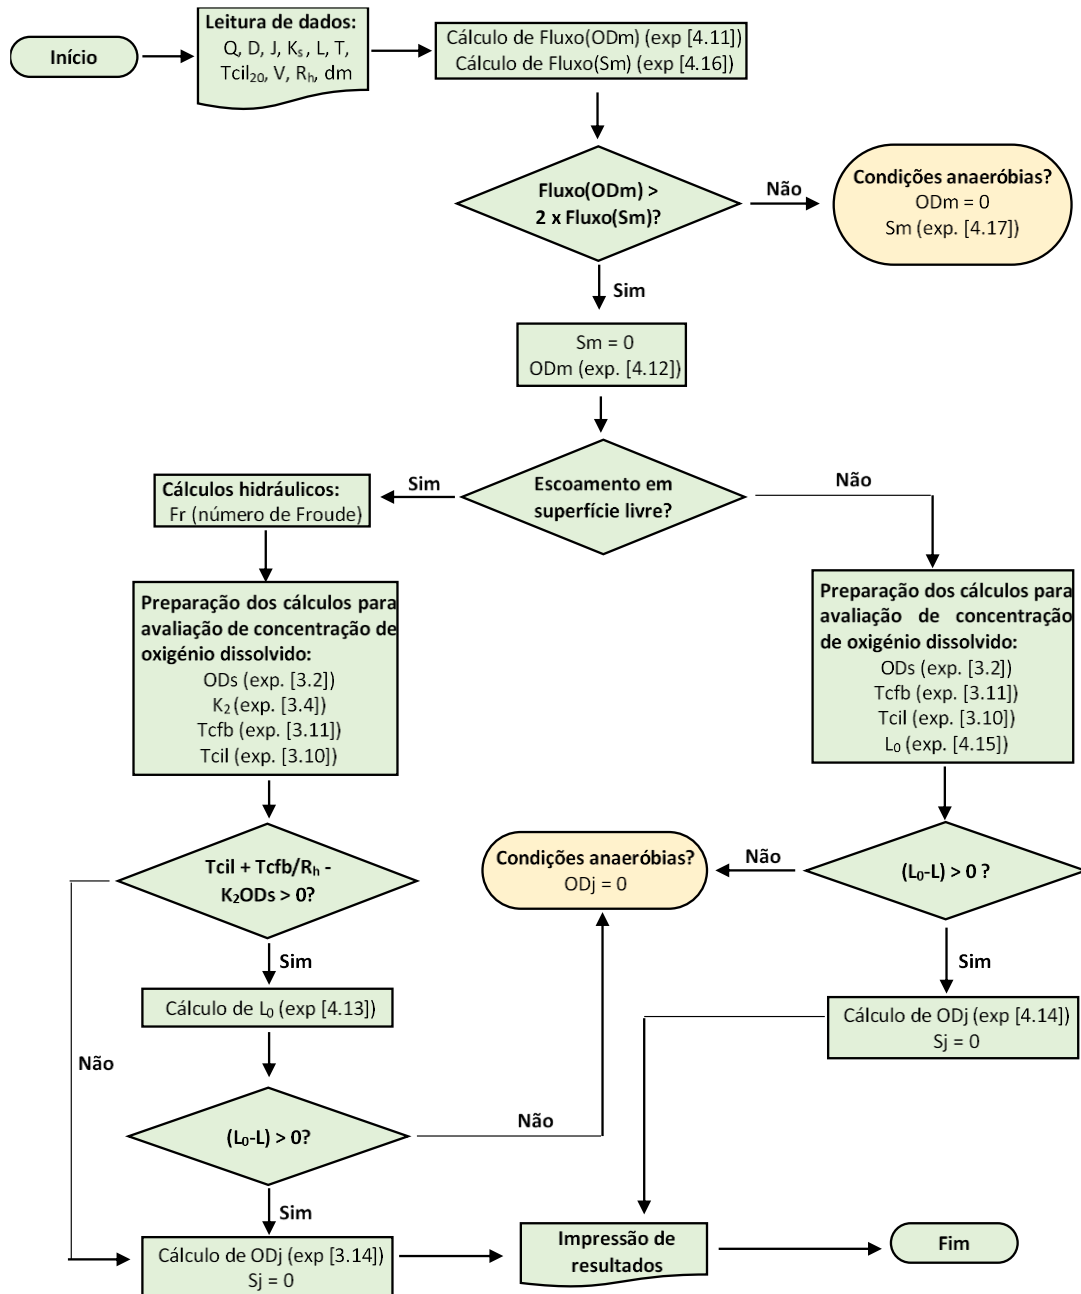 Início
Leitura de dados:
Q, D, J, Kₛ, L, T,
Tcil₂₀, V, Rₕ, dm
Cálculo de Fluxo(ODm) (exp [4.11])
Cálculo de Fluxo(Sm) (exp [4.16])
Fluxo(ODm) >
2 x Fluxo(Sm)?
Não
Condições anaeróbias?
ODm = 0
Sm (exp. [4.17])
Sim
Sm = 0
ODm (exp. [4.12])
Escoamento em
superfície livre?
Sim
Não
Cálculos hidráulicos:
Fr (número de Froude)
Preparação dos cálculos para
avaliação de concentração de
oxigénio dissolvido:
ODs (exp. [3.2])
K₂ (exp. [3.4])
Tcfb (exp. [3.11])
Tcil (exp. [3.10])
Preparação dos cálculos para
avaliação de concentração
de oxigénio dissolvido:
ODs (exp. [3.2])
Tcfb (exp. [3.11])
Tcil (exp. [3.10])
L₀ (exp. [4.15])
Tcil + Tcfb/Rₕ -
K₂ODs > 0?
Condições anaeróbias?
ODj = 0
Não
(L₀-L) > 0 ?
Sim
Sim
Cálculo de L₀ (exp [4.13])
Cálculo de ODj (exp [4.14])
Sj = 0
Não
(L₀-L) > 0?
Não
Sim
Cálculo de ODj (exp [3.14])
Sj = 0
Impressão de
resultados
Fim